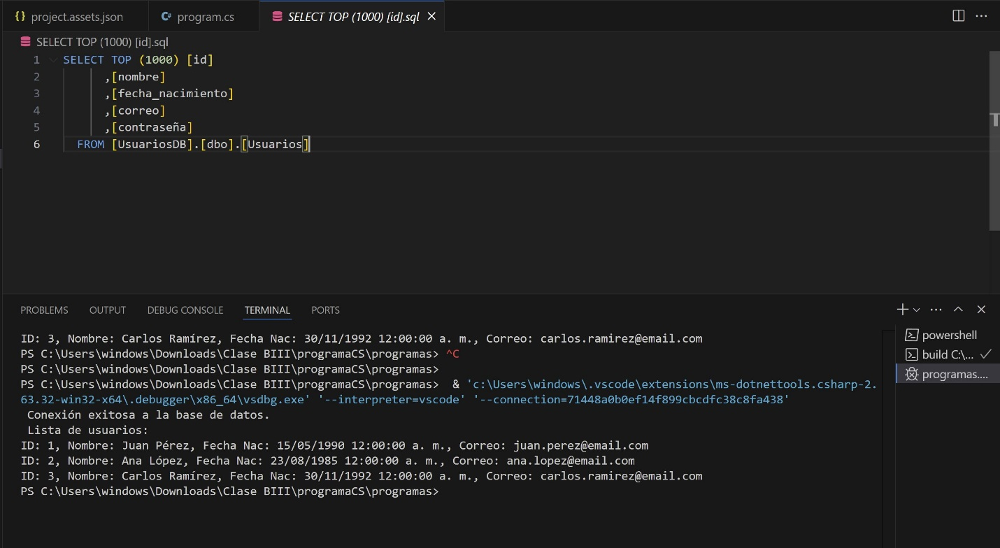 {} project.assets.json
C# program.cs
SELECT TOP (1000) [id].sql
SELECT TOP (1000) [id].sql
1 SELECT TOP (1000) [id]
2 ,[nombre]
3 ,[fecha_nacimiento]
4 ,[correo]
5 ,[contraseña]
6 FROM [UsuariosDB].[dbo].[Usuarios]
PROBLEMS OUTPUT DEBUG CONSOLE TERMINAL PORTS
ID: 3, Nombre: Carlos Ramírez, Fecha Nac: 30/11/1992 12:00:00 a. m., Correo: carlos.ramirez@email.com
PS C:\Users\windows\Downloads\Clase BIII\programaCS\programas> ^C
PS C:\Users\windows\Downloads\Clase BIII\programaCS\programas>
PS C:\Users\windows\Downloads\Clase BIII\programaCS\programas> & 'c:\Users\windows\.vscode\extensions\ms-dotnettools.csharp-2.
63.32-win32-x64\.debugger\x86_64\vsdbg.exe' '--interpreter=vscode' '--connection=71448a0b0ef14f899cbcdfc38c8fa438'
Conexión exitosa a la base de datos.
Lista de usuarios:
ID: 1, Nombre: Juan Pérez, Fecha Nac: 15/05/1990 12:00:00 a. m., Correo: juan.perez@email.com
ID: 2, Nombre: Ana López, Fecha Nac: 23/08/1985 12:00:00 a. m., Correo: ana.lopez@email.com
ID: 3, Nombre: Carlos Ramírez, Fecha Nac: 30/11/1992 12:00:00 a. m., Correo: carlos.ramirez@email.com
PS C:\Users\windows\Downloads\Clase BIII\programaCS\programas>
powershell
build C:\...
programas....